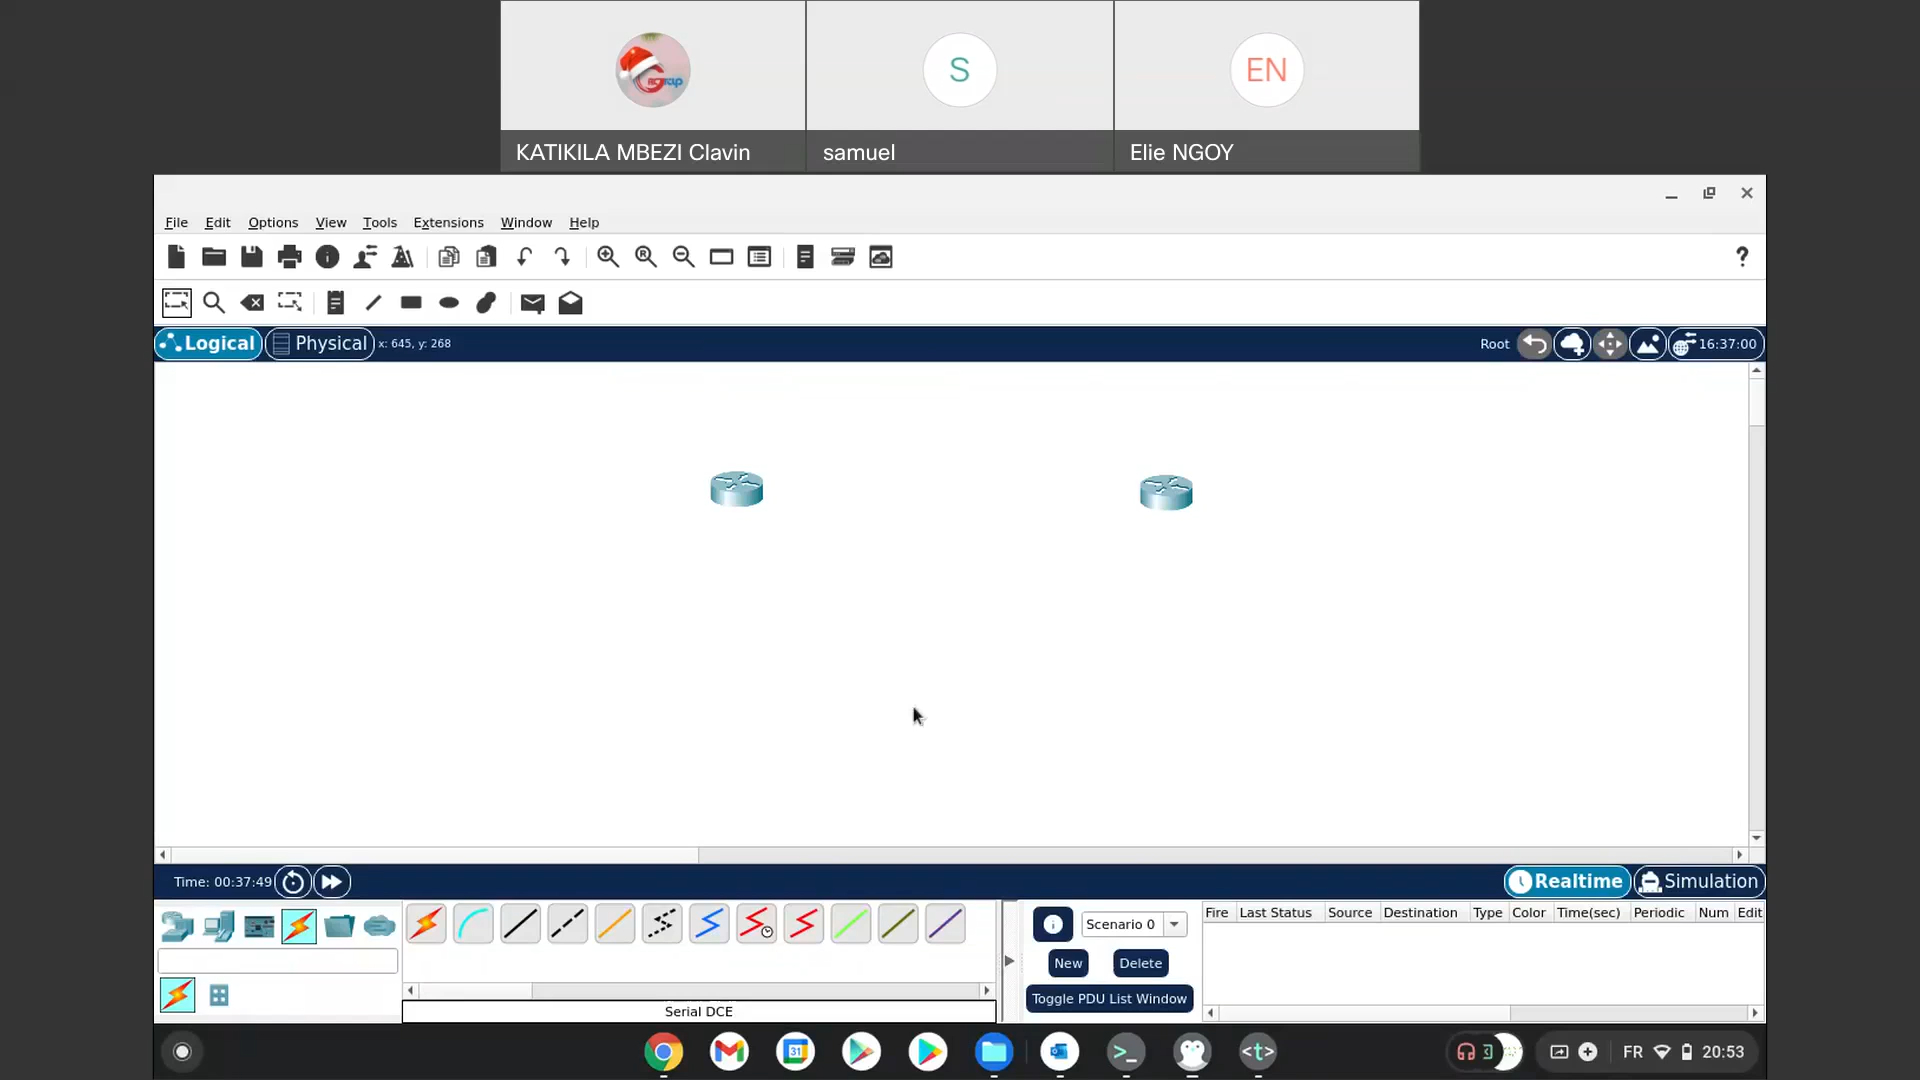 S
EN
KATIKILA MBEZI Clavin
samuel
Elie NGOY
File Edit Options View Tools Extensions Window Help
?
Logical
Physical
x: 645, y: 268
Root
16:37:00
Time: 00:37:49
Realtime
Simulation
Scenario 0
New
Delete
Toggle PDU List Window
Fire Last Status Source Destination Type Color Time(sec) Periodic Num Edit
Serial DCE
31
FR
20:53